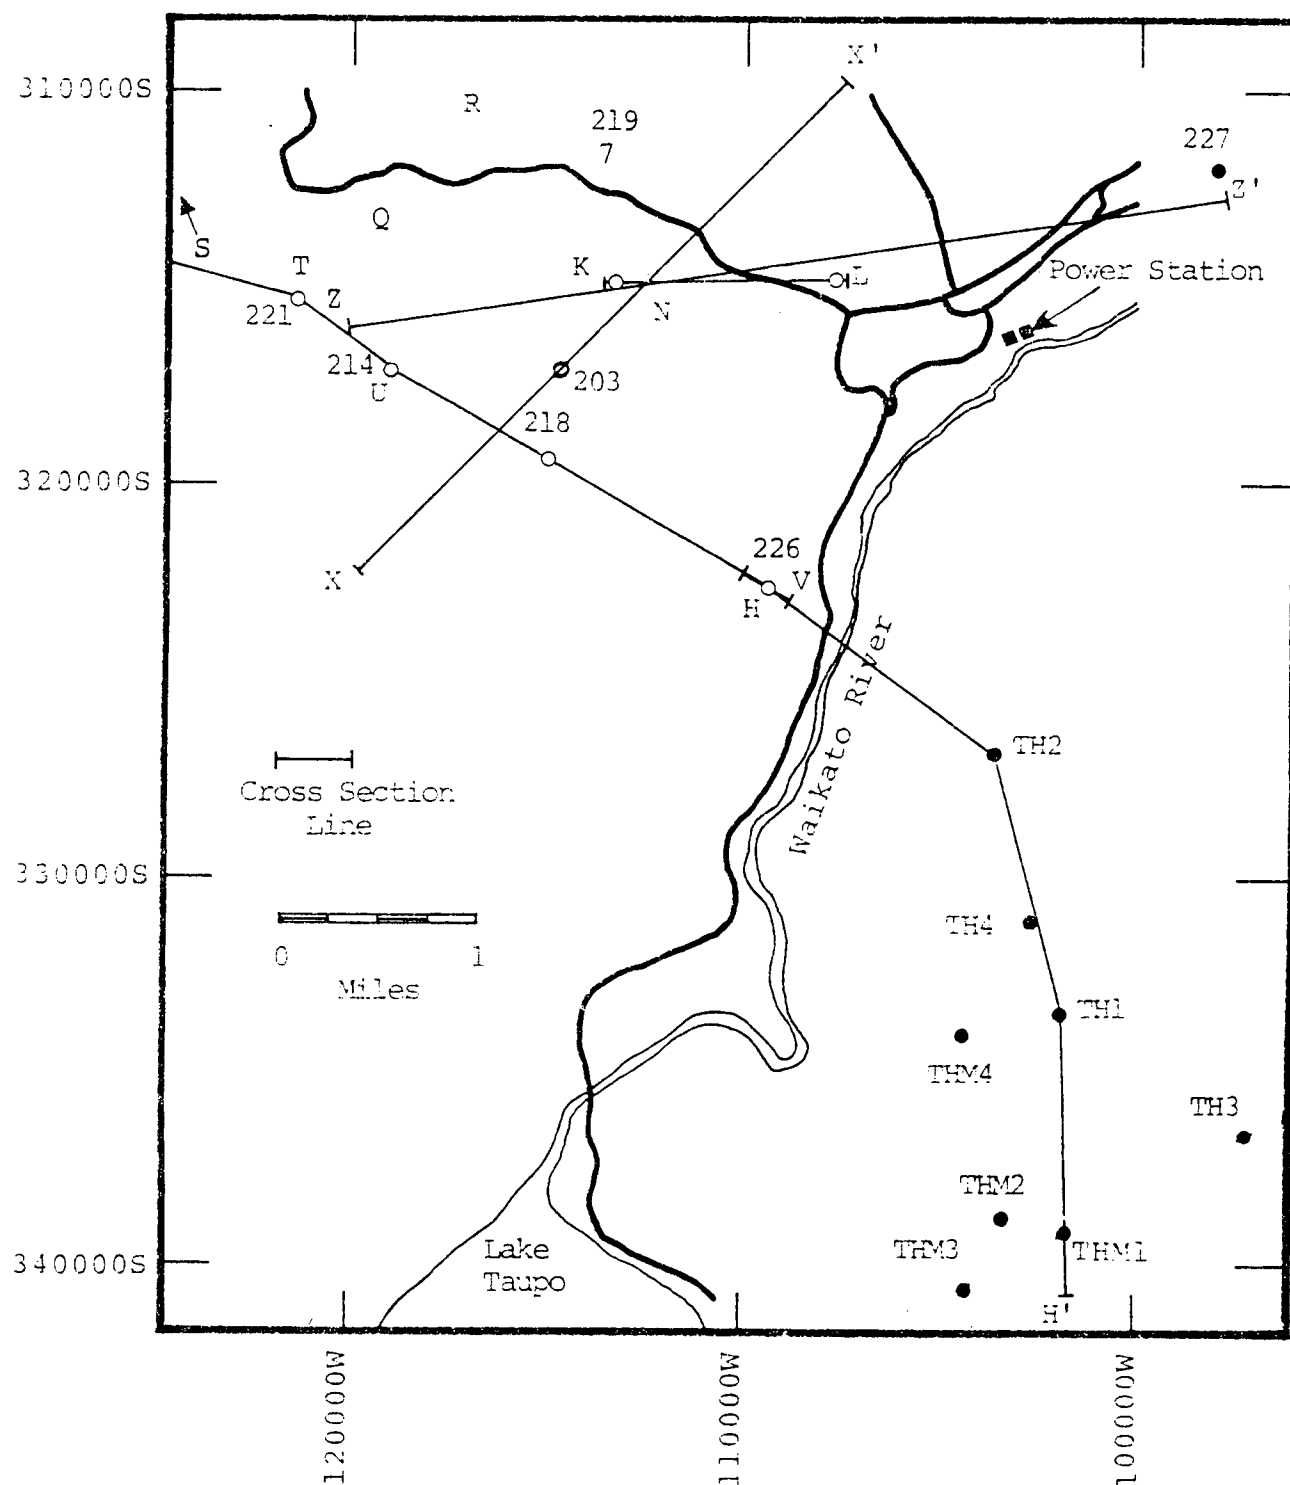 X'
310000S
R
219
7
227
Z'
Q
S
T
K
L
Power Station
221
Z
N
214
U
203
218
320000S
226
X
V
H
Waikato River
TH2
Cross Section
Line
330000S
TH4
0
1
Miles
TH1
THM4
TH3
THM2
Lake
Taupo
THM3
THM1
340000S
H'
120000W
110000W
100000W